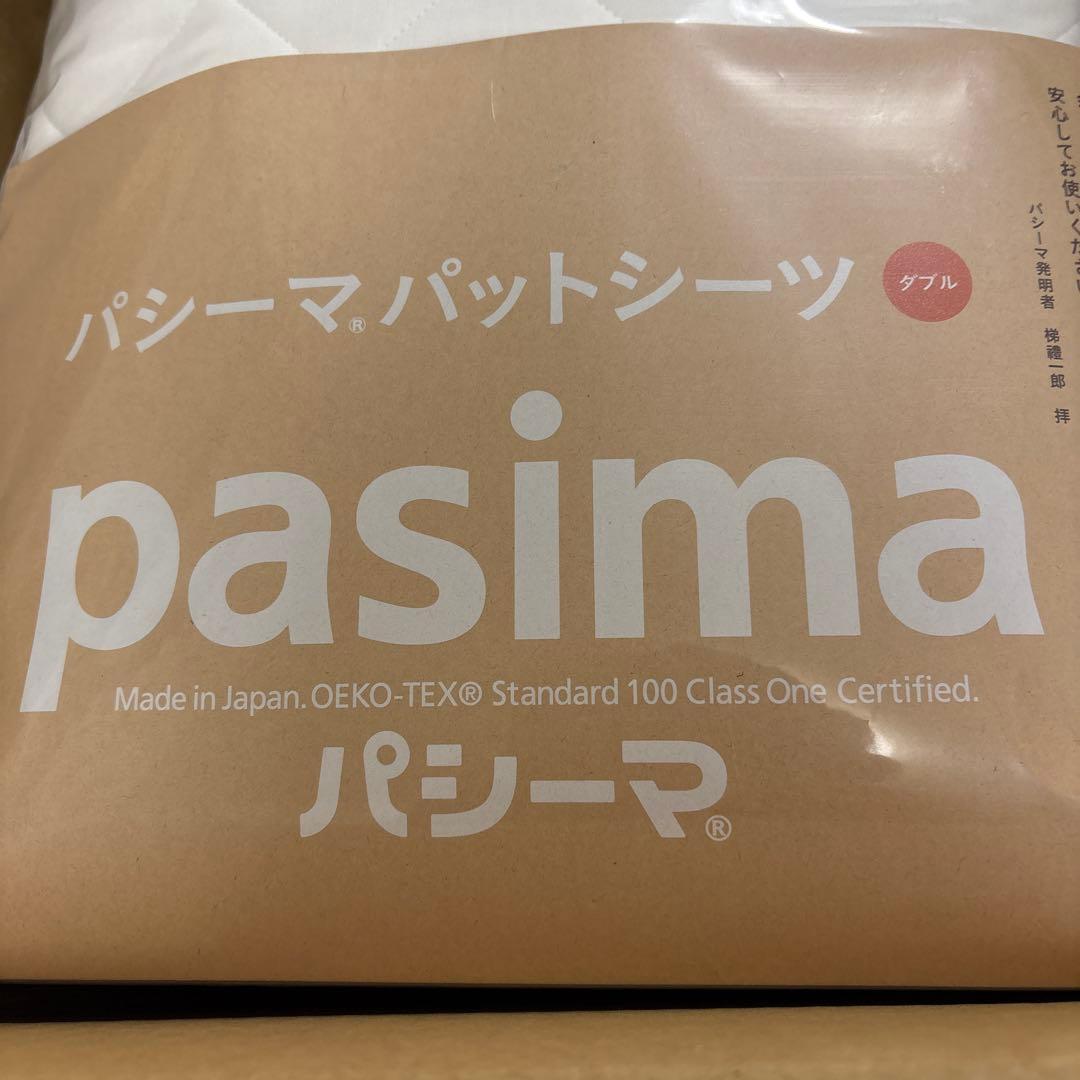 パシーマ®パットシーツ
ダブル
pasima
Made in Japan. OEKO-TEX® Standard 100 Class One Certified.
パシーマ®
安心してお使いください
パシーマ発明者 梯禮一郎 拝